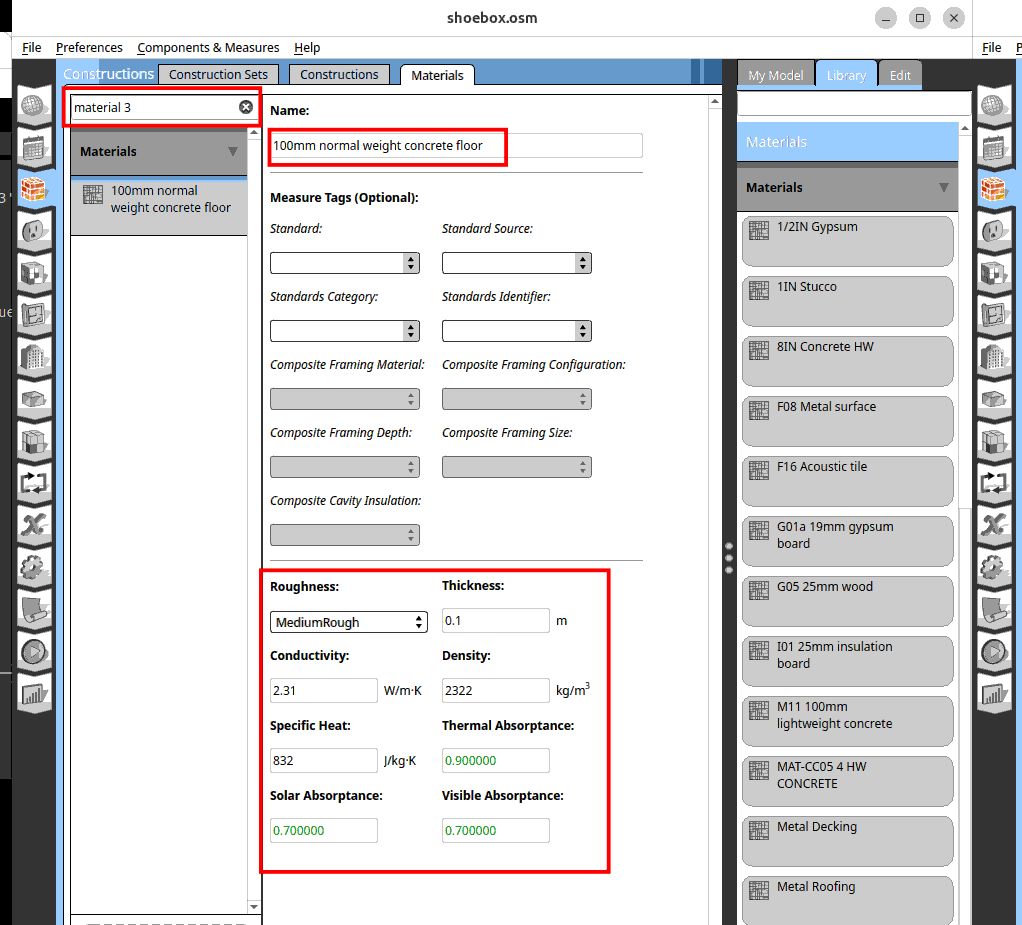 shoebox.osm
File Preferences Components & Measures Help
File P
Constructions Construction Sets Constructions Materials
My Model Library Edit
material 3
Materials
100mm normal
weight concrete floor
Name:
100mm normal weight concrete floor
Measure Tags (Optional):
Standard: Standard Source:
Standards Category: Standards Identifier:
Composite Framing Material: Composite Framing Configuration:
Composite Framing Depth: Composite Framing Size:
Composite Cavity Insulation:
Roughness: Thickness:
MediumRough 0.1 m
Conductivity: Density:
2.31 W/m·K 2322 kg/m³
Specific Heat: Thermal Absorptance:
832 J/kg·K 0.900000
Solar Absorptance: Visible Absorptance:
0.700000 0.700000
Materials
Materials
1/2IN Gypsum
1IN Stucco
8IN Concrete HW
F08 Metal surface
F16 Acoustic tile
G01a 19mm gypsum
board
G05 25mm wood
I01 25mm insulation
board
M11 100mm
lightweight concrete
MAT-CC05 4 HW
CONCRETE
Metal Decking
Metal Roofing
3'
ue